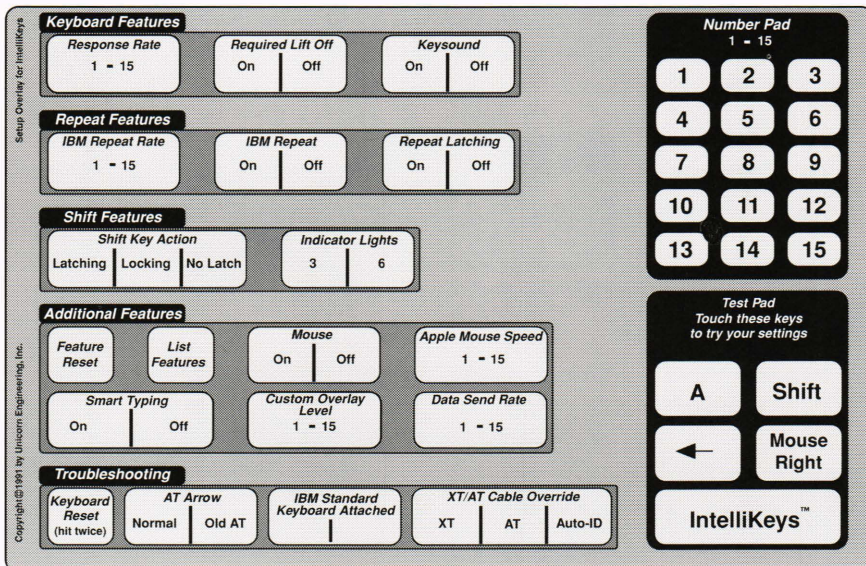 Setup Overlay for IntelliKeys
Copyright©1991 by Unicorn Engineering, Inc.
Keyboard Features
Response Rate
1 - 15
Required Lift Off
On Off
Keysound
On Off
Repeat Features
IBM Repeat Rate
1 - 15
IBM Repeat
On Off
Repeat Latching
On Off
Shift Features
Shift Key Action
Latching Locking No Latch
Indicator Lights
3 6
Additional Features
Feature
Reset
List
Features
Mouse
On Off
Apple Mouse Speed
1 - 15
Smart Typing
On Off
Custom Overlay
Level
1 - 15
Data Send Rate
1 - 15
Troubleshooting
Keyboard
Reset
(hit twice)
AT Arrow
Normal Old AT
IBM Standard
Keyboard Attached
XT/AT Cable Override
XT AT Auto-ID
Number Pad
1 - 15
1 2 3
4 5 6
7 8 9
10 11 12
13 14 15
Test Pad
Touch these keys
to try your settings
A Shift
Mouse
Right
IntelliKeys™